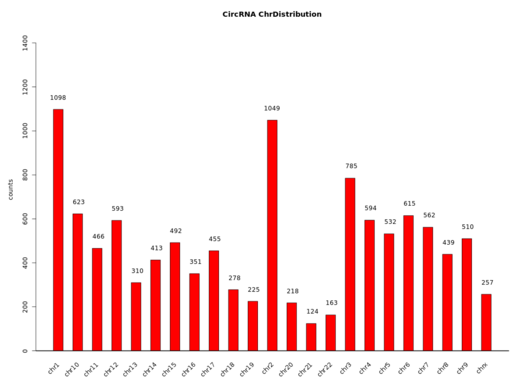 CircRNA ChrDistribution
counts
1400
1200
1000
800
600
400
200
0
1098
623
466
593
310
413
492
351
455
278
225
1049
218
124
163
785
594
532
615
562
439
510
257
chr1
chr10
chr11
chr12
chr13
chr14
chr15
chr16
chr17
chr18
chr19
chr2
chr20
chr21
chr22
chr3
chr4
chr5
chr6
chr7
chr8
chr9
chrx